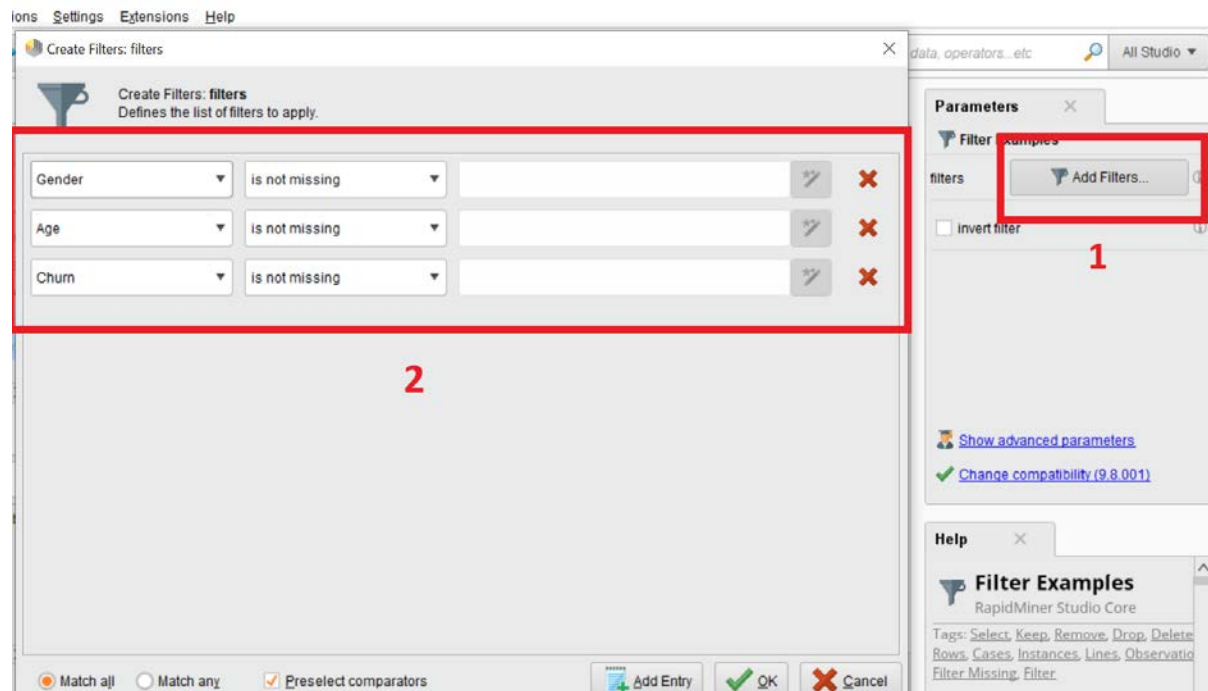 Settings Extensions Help
Create Filters: filters
data, operators...etc
All Studio
Create Filters: filters
Defines the list of filters to apply.
Parameters
Filter Examples
filters
Add Filters...
invert filter
1
Gender is not missing
Age is not missing
Churn is not missing
2
Show advanced parameters
Change compatibility (9.8.001)
Help
Filter Examples
RapidMiner Studio Core
Tags: Select, Keep, Remove, Drop, Delete
Rows, Cases, Instances, Lines, Observatio
Filter Missing, Filter
Match all Match any Preselect comparators Add Entry OK Cancel